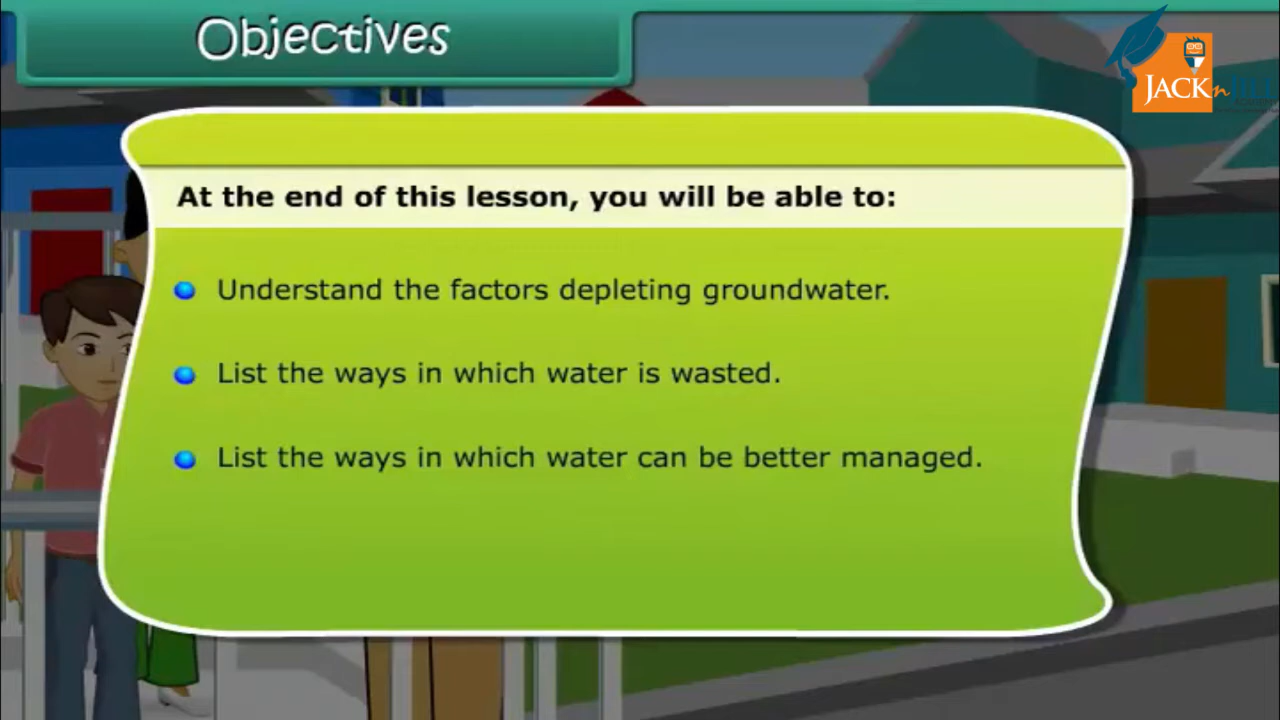 Objectives
JACK n JILL
At the end of this lesson, you will be able to:
Understand the factors depleting groundwater.
List the ways in which water is wasted.
List the ways in which water can be better managed.